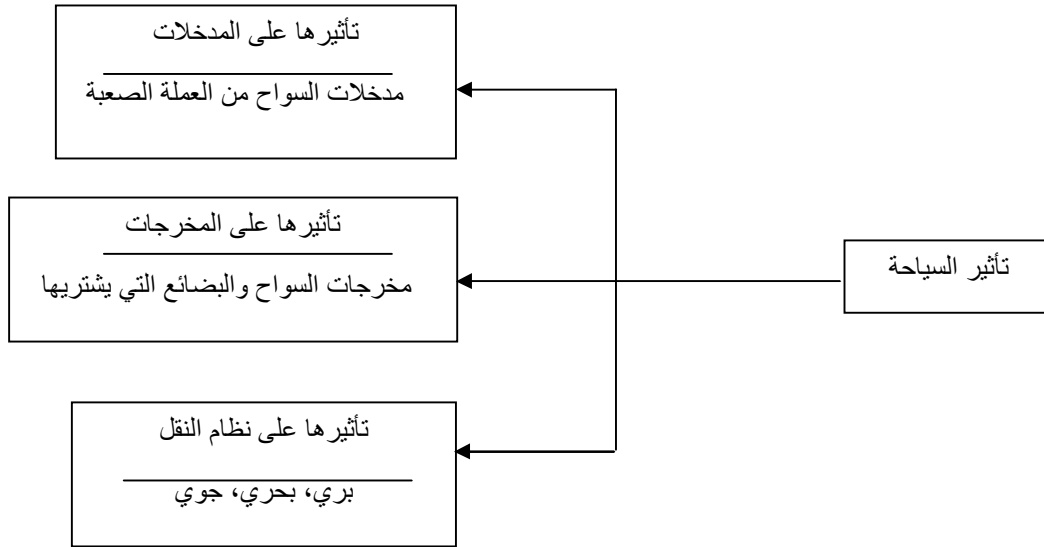 تأثير السياحة
تأثيرها على المدخلات
مدخلات السواح من العملة الصعبة
تأثيرها على المخرجات
مخرجات السواح والبضائع التي يشتريها
تأثيرها على نظام النقل
بري، بحري، جوي